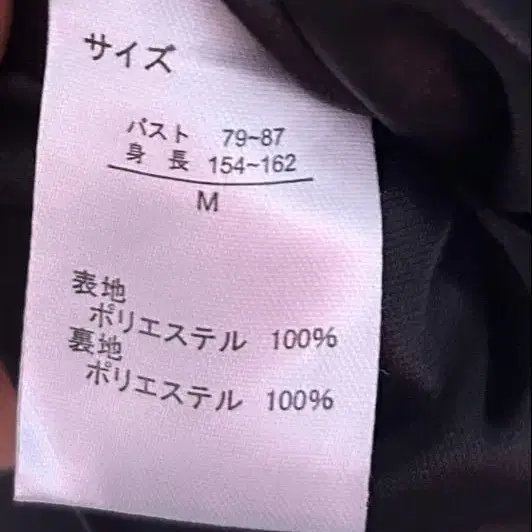 サイズ
バスト 79~87
身 長 154~162
M
表地
ポリエステル 100%
裏地
ポリエステル 100%